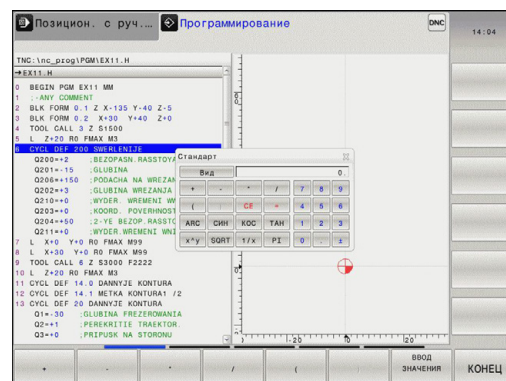 Позицион. с руч.... Программирование
DNC
14:04
TNC:\nc_prog\PGM\EX11.H
→EX11.H
0 BEGIN PGM EX11 MM
1 ;-ANY COMMENT
2 BLK FORM 0.1 Z X-135 Y-40 Z-5
3 BLK FORM 0.2 X+30 Y+40 Z+0
4 TOOL CALL 3 Z S1500
5 L Z+20 R0 FMAX M3
6 CYCL DEF 200 SWERLENIJE
Q200=+2 ;BEZOPASN.RASSTOYA
Q201=-15 ;GLUBINA
Q206=+150 ;PODACHA NA WREZAN
Q202=+3 ;GLUBINA WREZANJA
Q210=+0 ;WYDER. WREMENI WW
Q203=+0 ;KOORD. POVERHNOST
Q204=+50 ;2-YE BEZOP.RASSTO
Q211=+0 ;WYDER.WREMENI WNI
7 L X+0 Y+0 R0 FMAX M99
8 L X+30 Y+0 R0 FMAX M99
9 TOOL CALL 6 Z S3000 F2222
10 L Z+20 R0 FMAX M3
11 CYCL DEF 14.0 DANNYJE KONTURA
12 CYCL DEF 14.1 METKA KONTURA1 /2
13 CYCL DEF 20 DANNYJE KONTURA
Q1=-30 ;GLUBINA FREZEROWANIA
Q2=+1 ;PEREKRITIE TRAEKTOR.
Q3=+0 ;PRIPUSK NA STORONU
Стандарт
Вид 0.
+ - * / 7 8 9
( ) CE = 4 5 6
ARC СИН КОС ТАН 1 2 3
X^Y SQRT 1/x PI 0 . ±
-20 0 20
+ - * / ( ) ВВОД ЗНАЧЕНИЯ КОНЕЦ